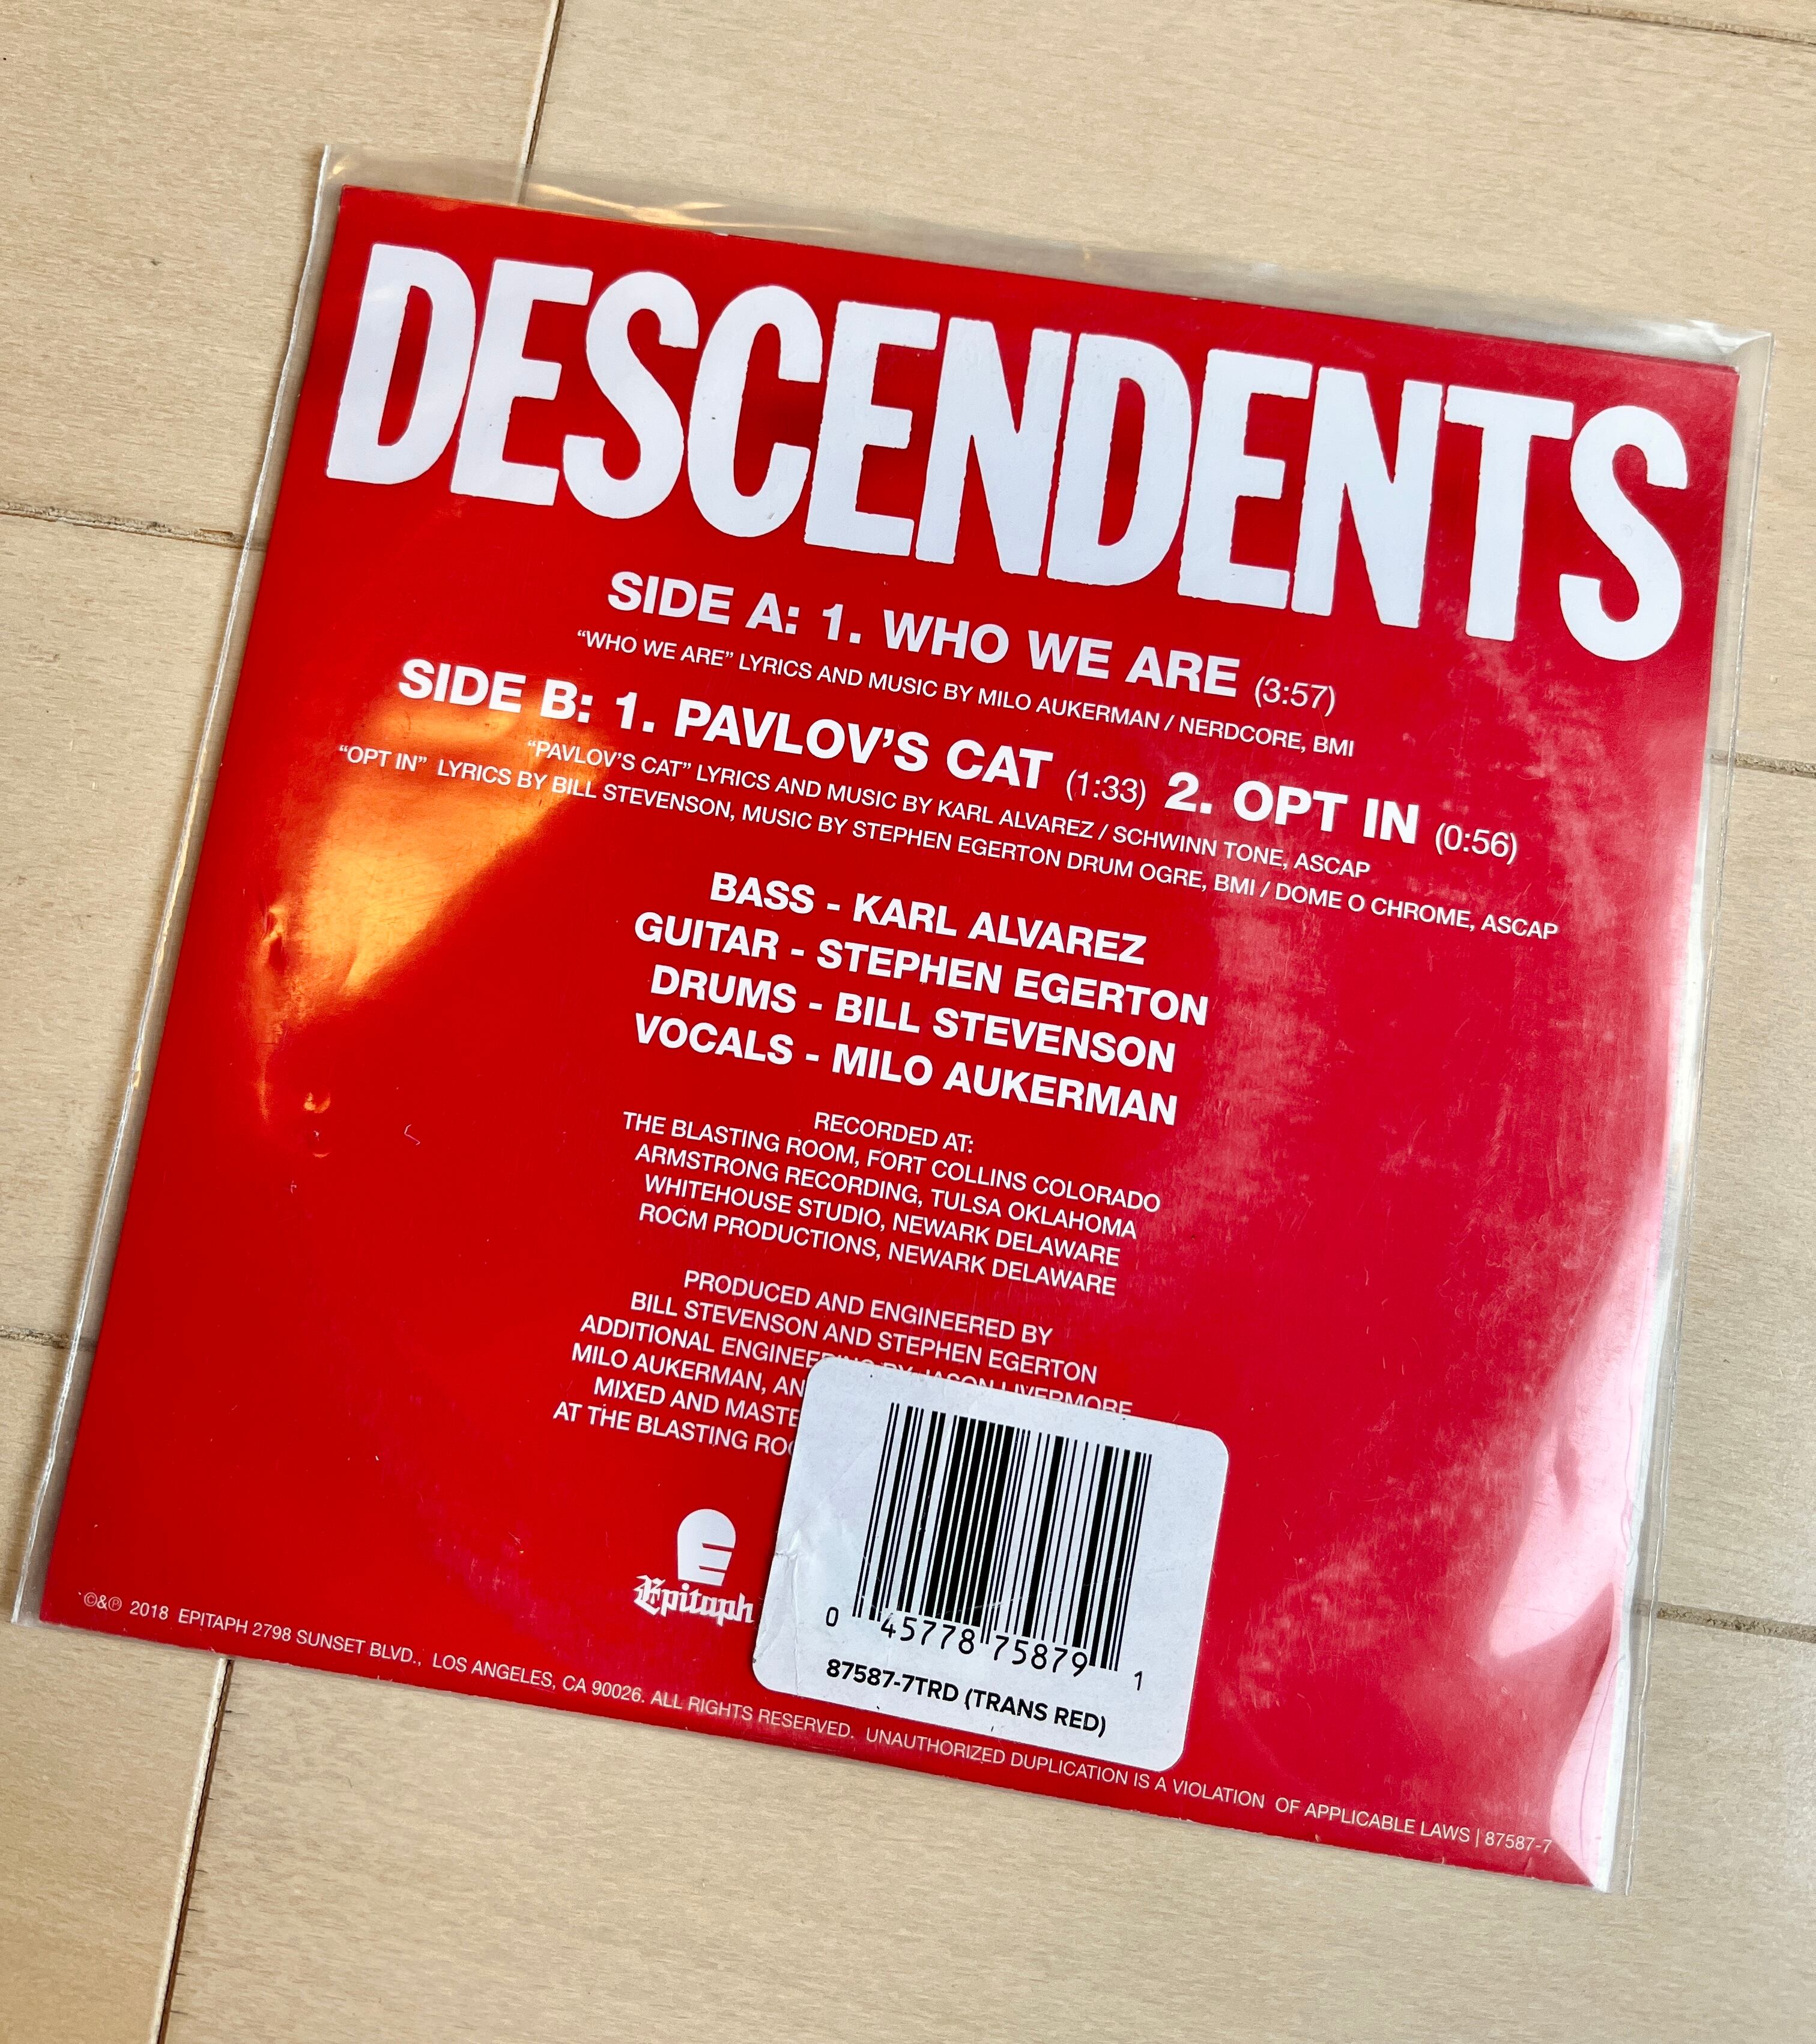 DESCENDENTS
SIDE A: 1. WHO WE ARE (3:57)
“WHO WE ARE” LYRICS AND MUSIC BY MILO AUKERMAN / NERDCORE, BMI
SIDE B: 1. PAVLOV’S CAT (1:33) 2. OPT IN (0:56)
“PAVLOV’S CAT” LYRICS AND MUSIC BY KARL ALVAREZ / SCHWINN TONE, ASCAP
“OPT IN” LYRICS BY BILL STEVENSON, MUSIC BY STEPHEN EGERTON DRUM OGRE, BMI / DOME O CHROME, ASCAP
BASS - KARL ALVAREZ
GUITAR - STEPHEN EGERTON
DRUMS - BILL STEVENSON
VOCALS - MILO AUKERMAN
RECORDED AT:
THE BLASTING ROOM, FORT COLLINS COLORADO
ARMSTRONG RECORDING, TULSA OKLAHOMA
WHITEHOUSE STUDIO, NEWARK DELAWARE
ROCM PRODUCTIONS, NEWARK DELAWARE
PRODUCED AND ENGINEERED BY
BILL STEVENSON AND STEPHEN EGERTON
ADDITIONAL ENGINEERING BY JASON LIVERMORE
MILO AUKERMAN,
MIXED AND
AT THE BLASTING
Epitaph
0 45778 75879 1
87587-7TRD (TRANS RED)
©&℗ 2018 EPITAPH 2798 SUNSET BLVD., LOS ANGELES, CA 90026. ALL RIGHTS RESERVED. UNAUTHORIZED DUPLICATION IS A VIOLATION OF APPLICABLE LAWS | 87587-7